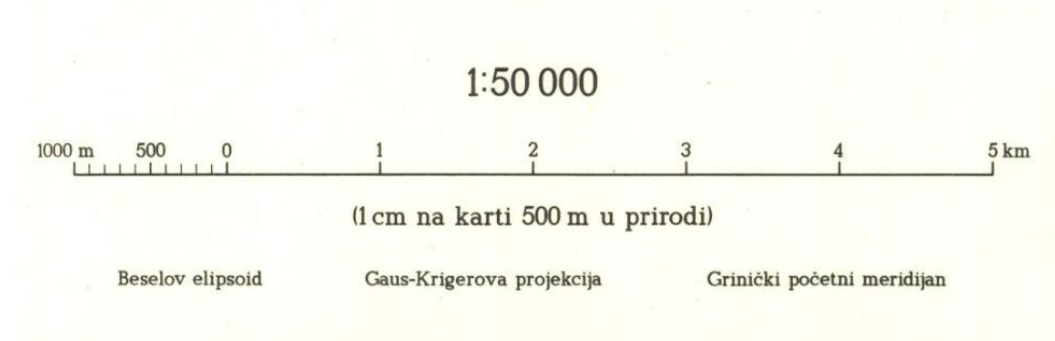 1:50 000
1000 m 500 0 1 2 3 4 5 km
(1 cm na karti 500 m u prirodi)
Beselov elipsoid Gaus-Krigerova projekcija Grinički početni meridijan